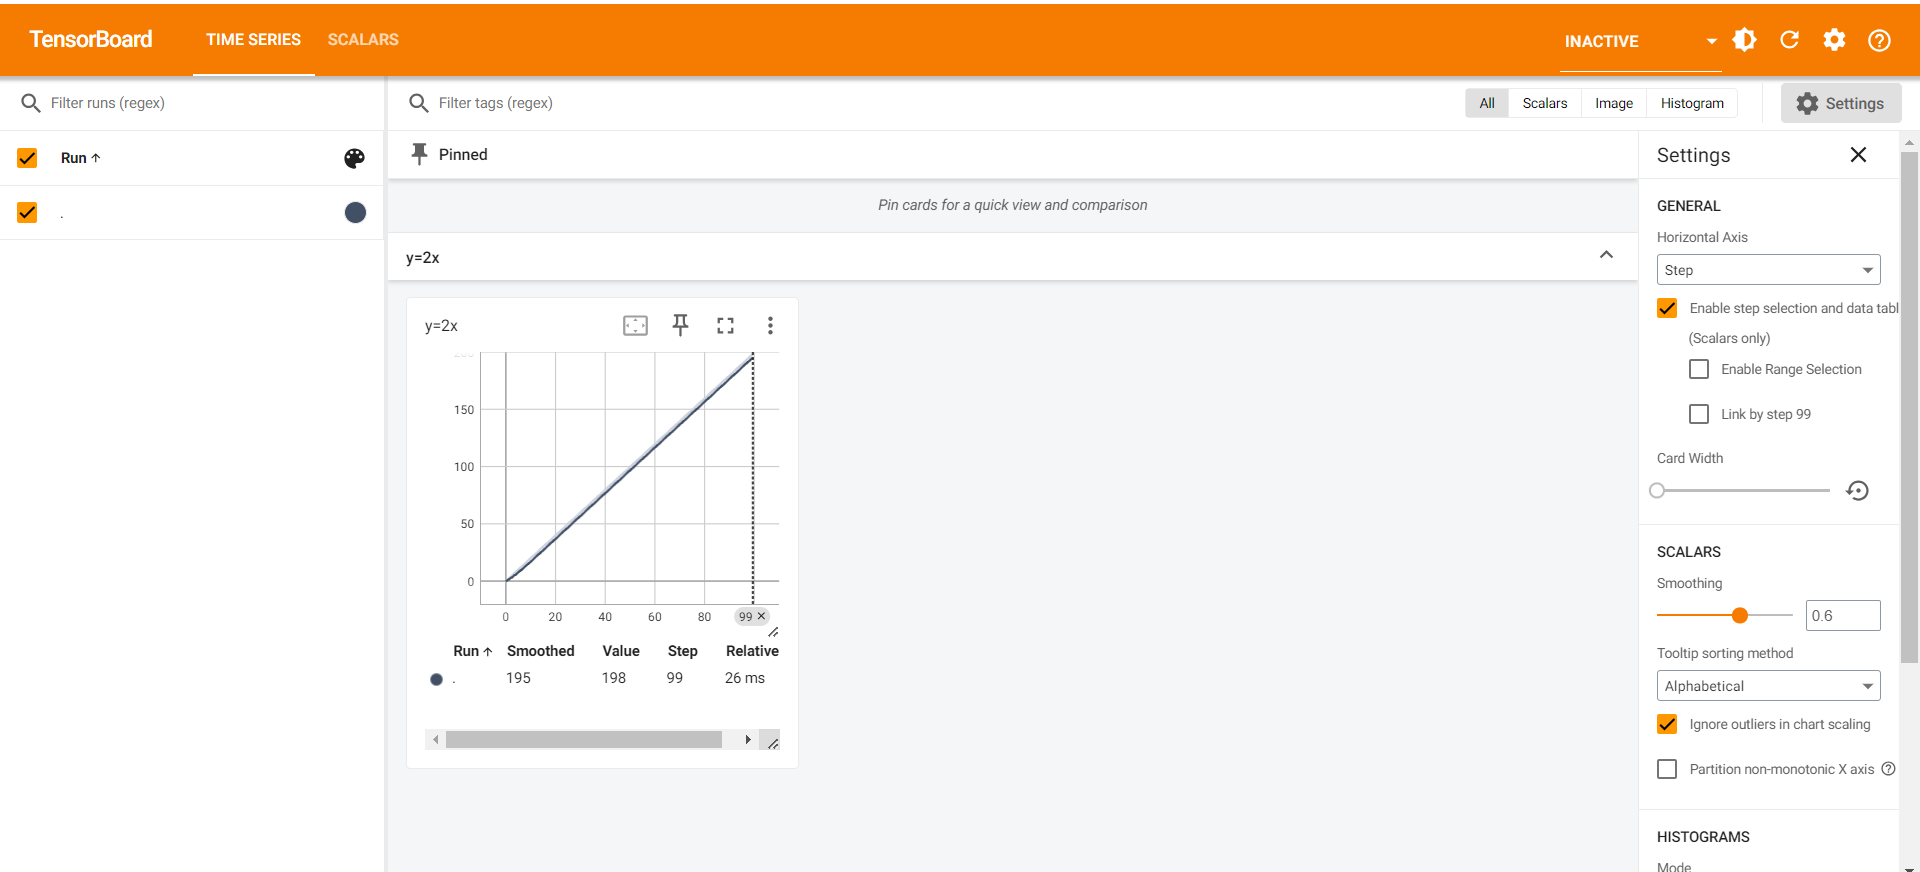 TensorBoard TIME SERIES SCALARS INACTIVE
Filter runs (regex)
Filter tags (regex) All Scalars Image Histogram Settings
Run ↑
.
Pinned
Pin cards for a quick view and comparison
y=2x
y=2x
150
100
50
0
0 20 40 60 80 99 ×
Run ↑ Smoothed Value Step Relative
. 195 198 99 26 ms
Settings
GENERAL
Horizontal Axis
Step
Enable step selection and data tabl
(Scalars only)
Enable Range Selection
Link by step 99
Card Width
SCALARS
Smoothing
0.6
Tooltip sorting method
Alphabetical
Ignore outliers in chart scaling
Partition non-monotonic X axis
HISTOGRAMS
Mode